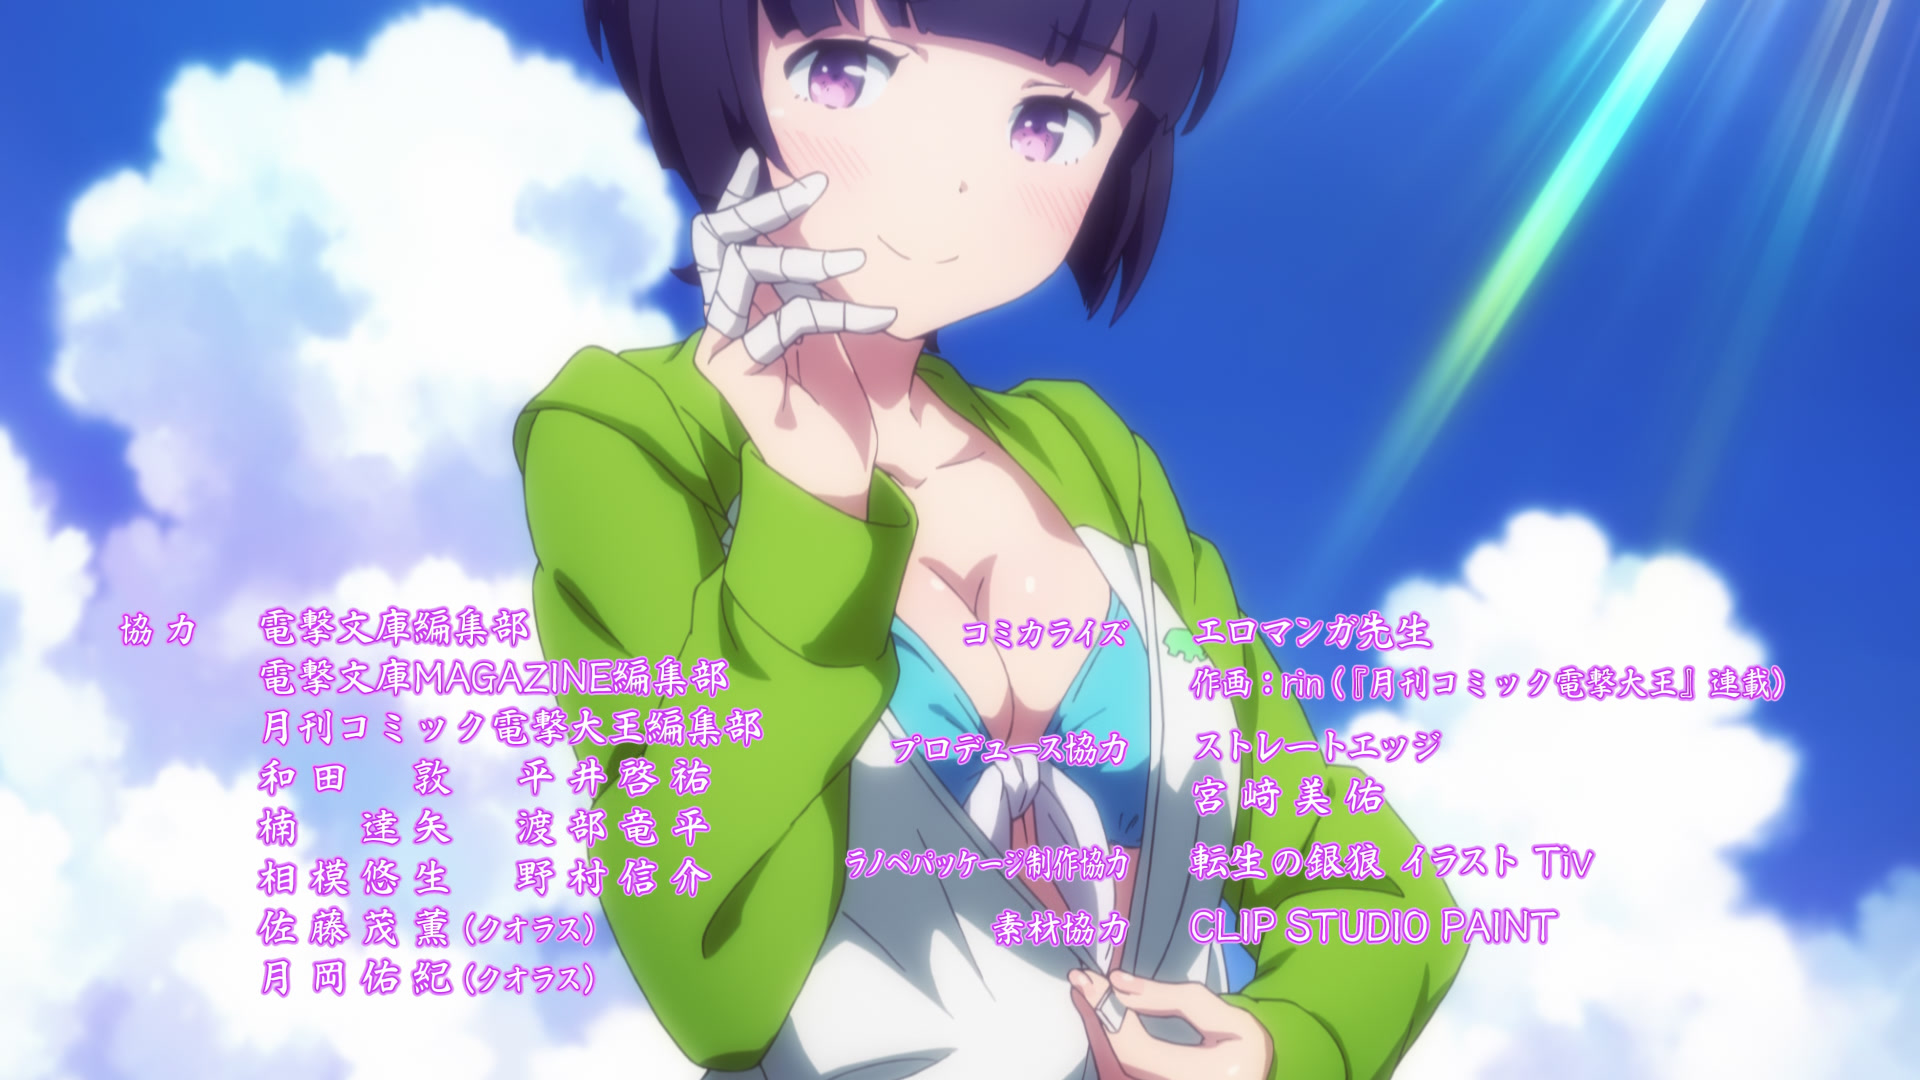 協力
電撃文庫編集部
電撃文庫MAGAZINE編集部
月刊コミック電撃大王編集部
和田 敦 平井啓祐
楠 達矢 渡部竜平
相模悠生 野村信介
佐藤茂薫(クオラス)
月岡佑紀(クオラス)
コミカライズ
エロマンガ先生
作画：rin(『月刊コミック電撃大王』連載)
プロデュース協力
ストレートエッジ
宮﨑美佑
ラノベパッケージ制作協力
転生の銀狼 イラスト Tiv
素材協力
CLIP STUDIO PAINT